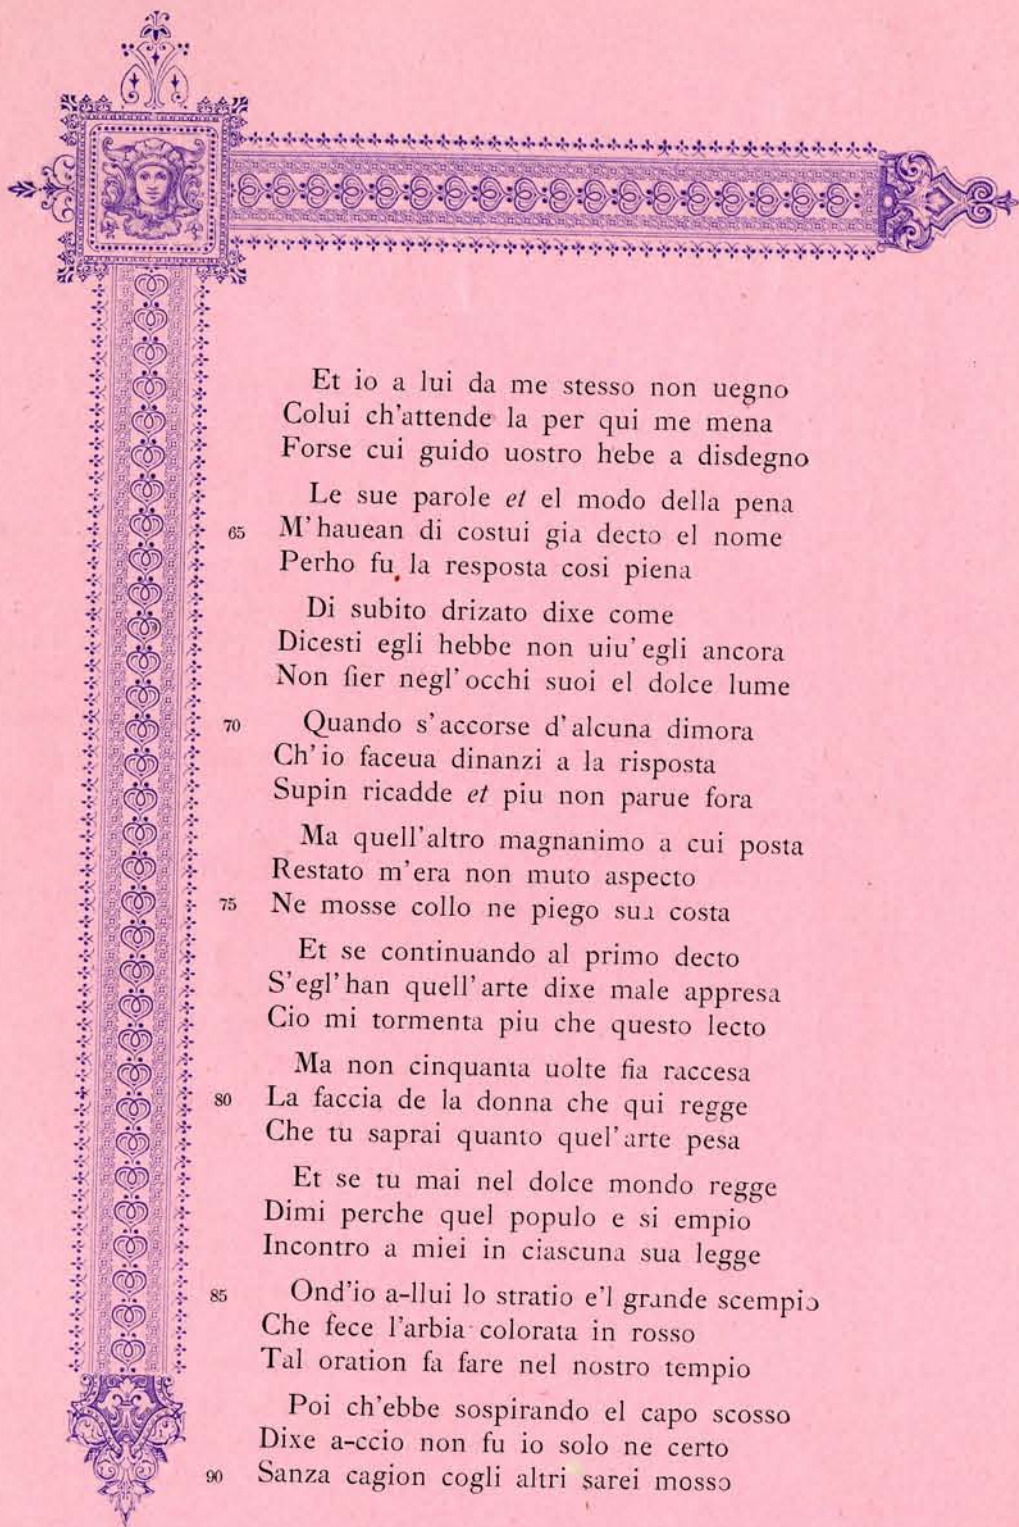 Et io a lui da me stesso non uegno
Colui ch'attende la per qui me mena
Forse cui guido uostro hebe a disdegno
Le sue parole et el modo della pena
65 M'hauean di costui gia decto el nome
Perho fu la resposta cosi piena
Di subito drizato dixe come
Dicesti egli hebbe non uiu'egli ancora
Non fier negl'occhi suoi el dolce lume
70 Quando s'accorse d'alcuna dimora
Ch'io faceua dinanzi a la risposta
Supin ricadde et piu non parue fora
Ma quell'altro magnanimo a cui posta
Restato m'era non muto aspecto
75 Ne mosse collo ne piego sua costa
Et se continuando al primo decto
S'egl'han quell'arte dixe male appresa
Cio mi tormenta piu che questo lecto
Ma non cinquanta uolte fia raccesa
80 La faccia de la donna che qui regge
Che tu saprai quanto quel'arte pesa
Et se tu mai nel dolce mondo regge
Dimi perche quel populo e si empio
Incontro a miei in ciascuna sua legge
85 Ond'io a-llui lo stratio e'l grande scempio
Che fece l'arbia colorata in rosso
Tal oration fa fare nel nostro tempio
Poi ch'ebbe sospirando el capo scosso
Dixe a-ccio non fu io solo ne certo
90 Sanza cagion cogli altri sarei mosso